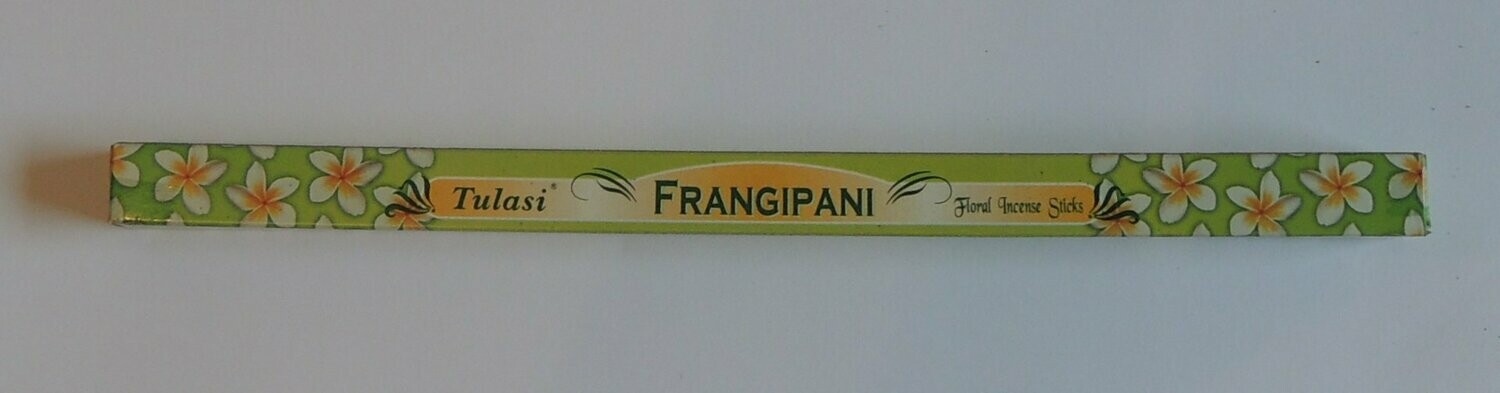 Tulasi® FRANGIPANI Floral Incense Sticks